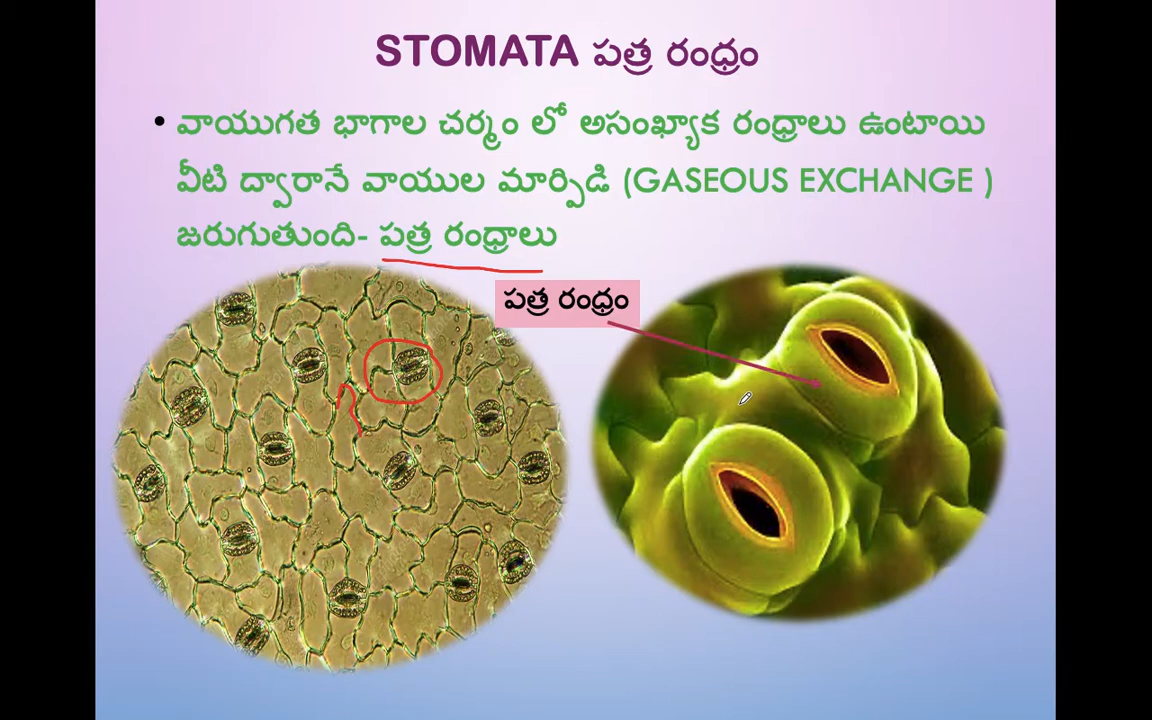 STOMATA పత్ర రంధ్రం
• వాయుగత భాగాల చర్మం లో అసంఖ్యాక రంధ్రాలు ఉంటాయి
వీటి ద్వారానే వాయుల మార్పిడి (GASEOUS EXCHANGE )
జరుగుతుంది- పత్ర రంధ్రాలు
పత్ర రంధ్రం